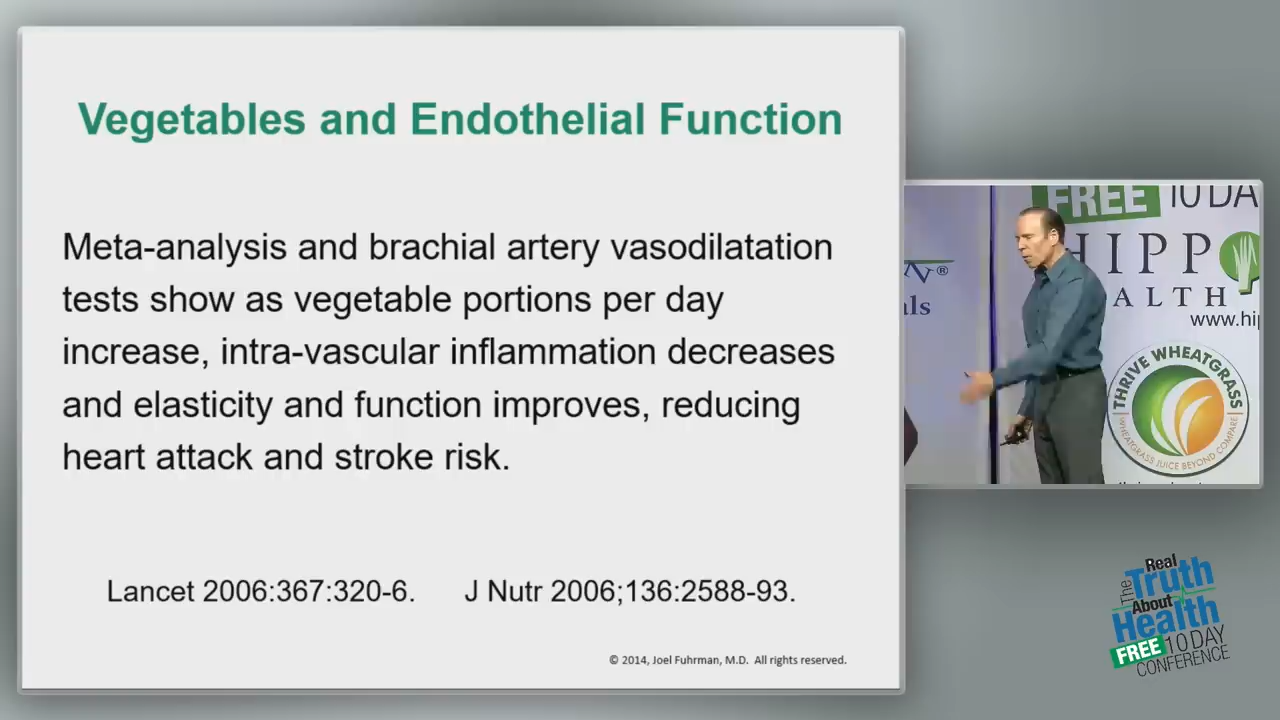 Vegetables and Endothelial Function
Meta-analysis and brachial artery vasodilatation
tests show as vegetable portions per day
increase, intra-vascular inflammation decreases
and elasticity and function improves, reducing
heart attack and stroke risk.
Lancet 2006:367:320-6. J Nutr 2006;136:2588-93.
© 2014, Joel Fuhrman, M.D. All rights reserved.
FREE 10 DA
HIPP
ALTH
www.hip
®
als
THRIVE WHEATGRASS
WHEATGRASS JUICE BEYOND COMPARE
The Real
Truth
About
Health
FREE 10 DAY
CONFERENCE